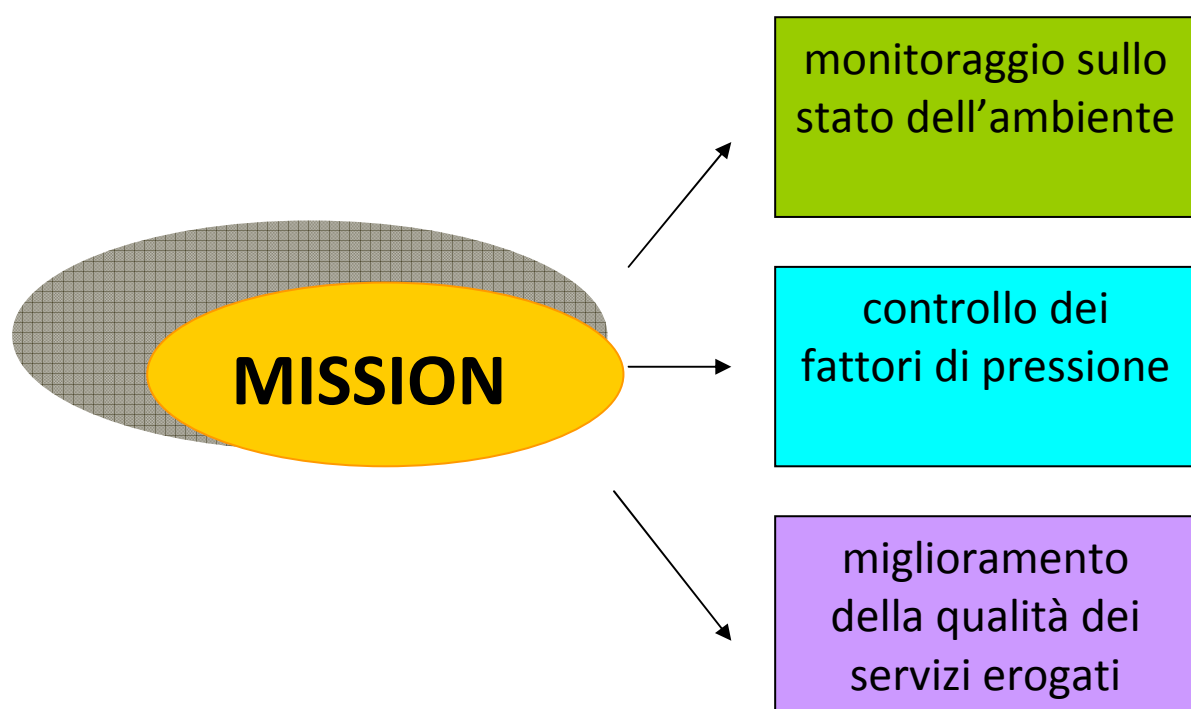 monitoraggio sullo
stato dell’ambiente
MISSION
controllo dei
fattori di pressione
miglioramento
della qualità dei
servizi erogati